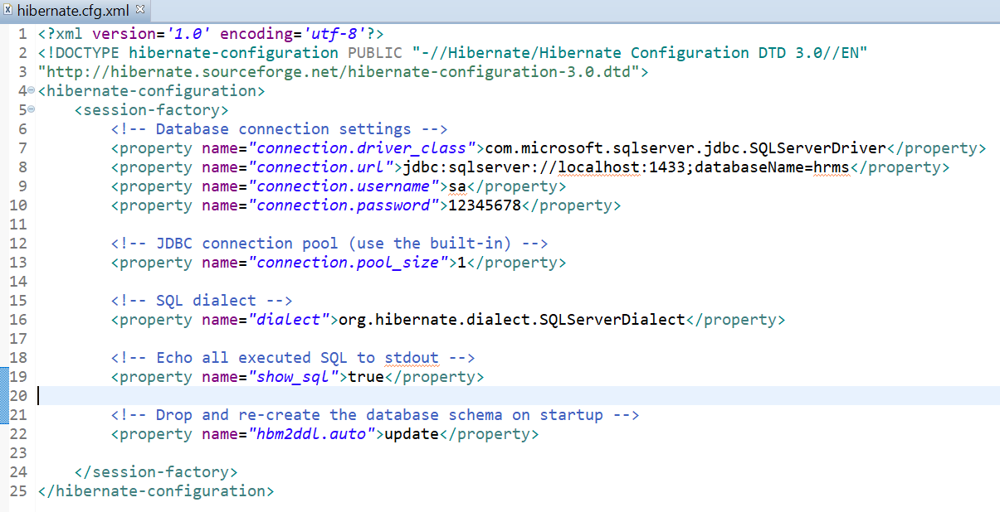 hibernate.cfg.xml
1 <?xml version='1.0' encoding='utf-8'?>
2 <!DOCTYPE hibernate-configuration PUBLIC "-//Hibernate/Hibernate Configuration DTD 3.0//EN"
3 "http://hibernate.sourceforge.net/hibernate-configuration-3.0.dtd">
4 <hibernate-configuration>
5     <session-factory>
6         <!-- Database connection settings -->
7         <property name="connection.driver_class">com.microsoft.sqlserver.jdbc.SQLServerDriver</property>
8         <property name="connection.url">jdbc:sqlserver://localhost:1433;databaseName=hrms</property>
9         <property name="connection.username">sa</property>
10         <property name="connection.password">12345678</property>
11
12         <!-- JDBC connection pool (use the built-in) -->
13         <property name="connection.pool_size">1</property>
14
15         <!-- SQL dialect -->
16         <property name="dialect">org.hibernate.dialect.SQLServerDialect</property>
17
18         <!-- Echo all executed SQL to stdout -->
19         <property name="show_sql">true</property>
20
21         <!-- Drop and re-create the database schema on startup -->
22         <property name="hbm2ddl.auto">update</property>
23
24     </session-factory>
25 </hibernate-configuration>